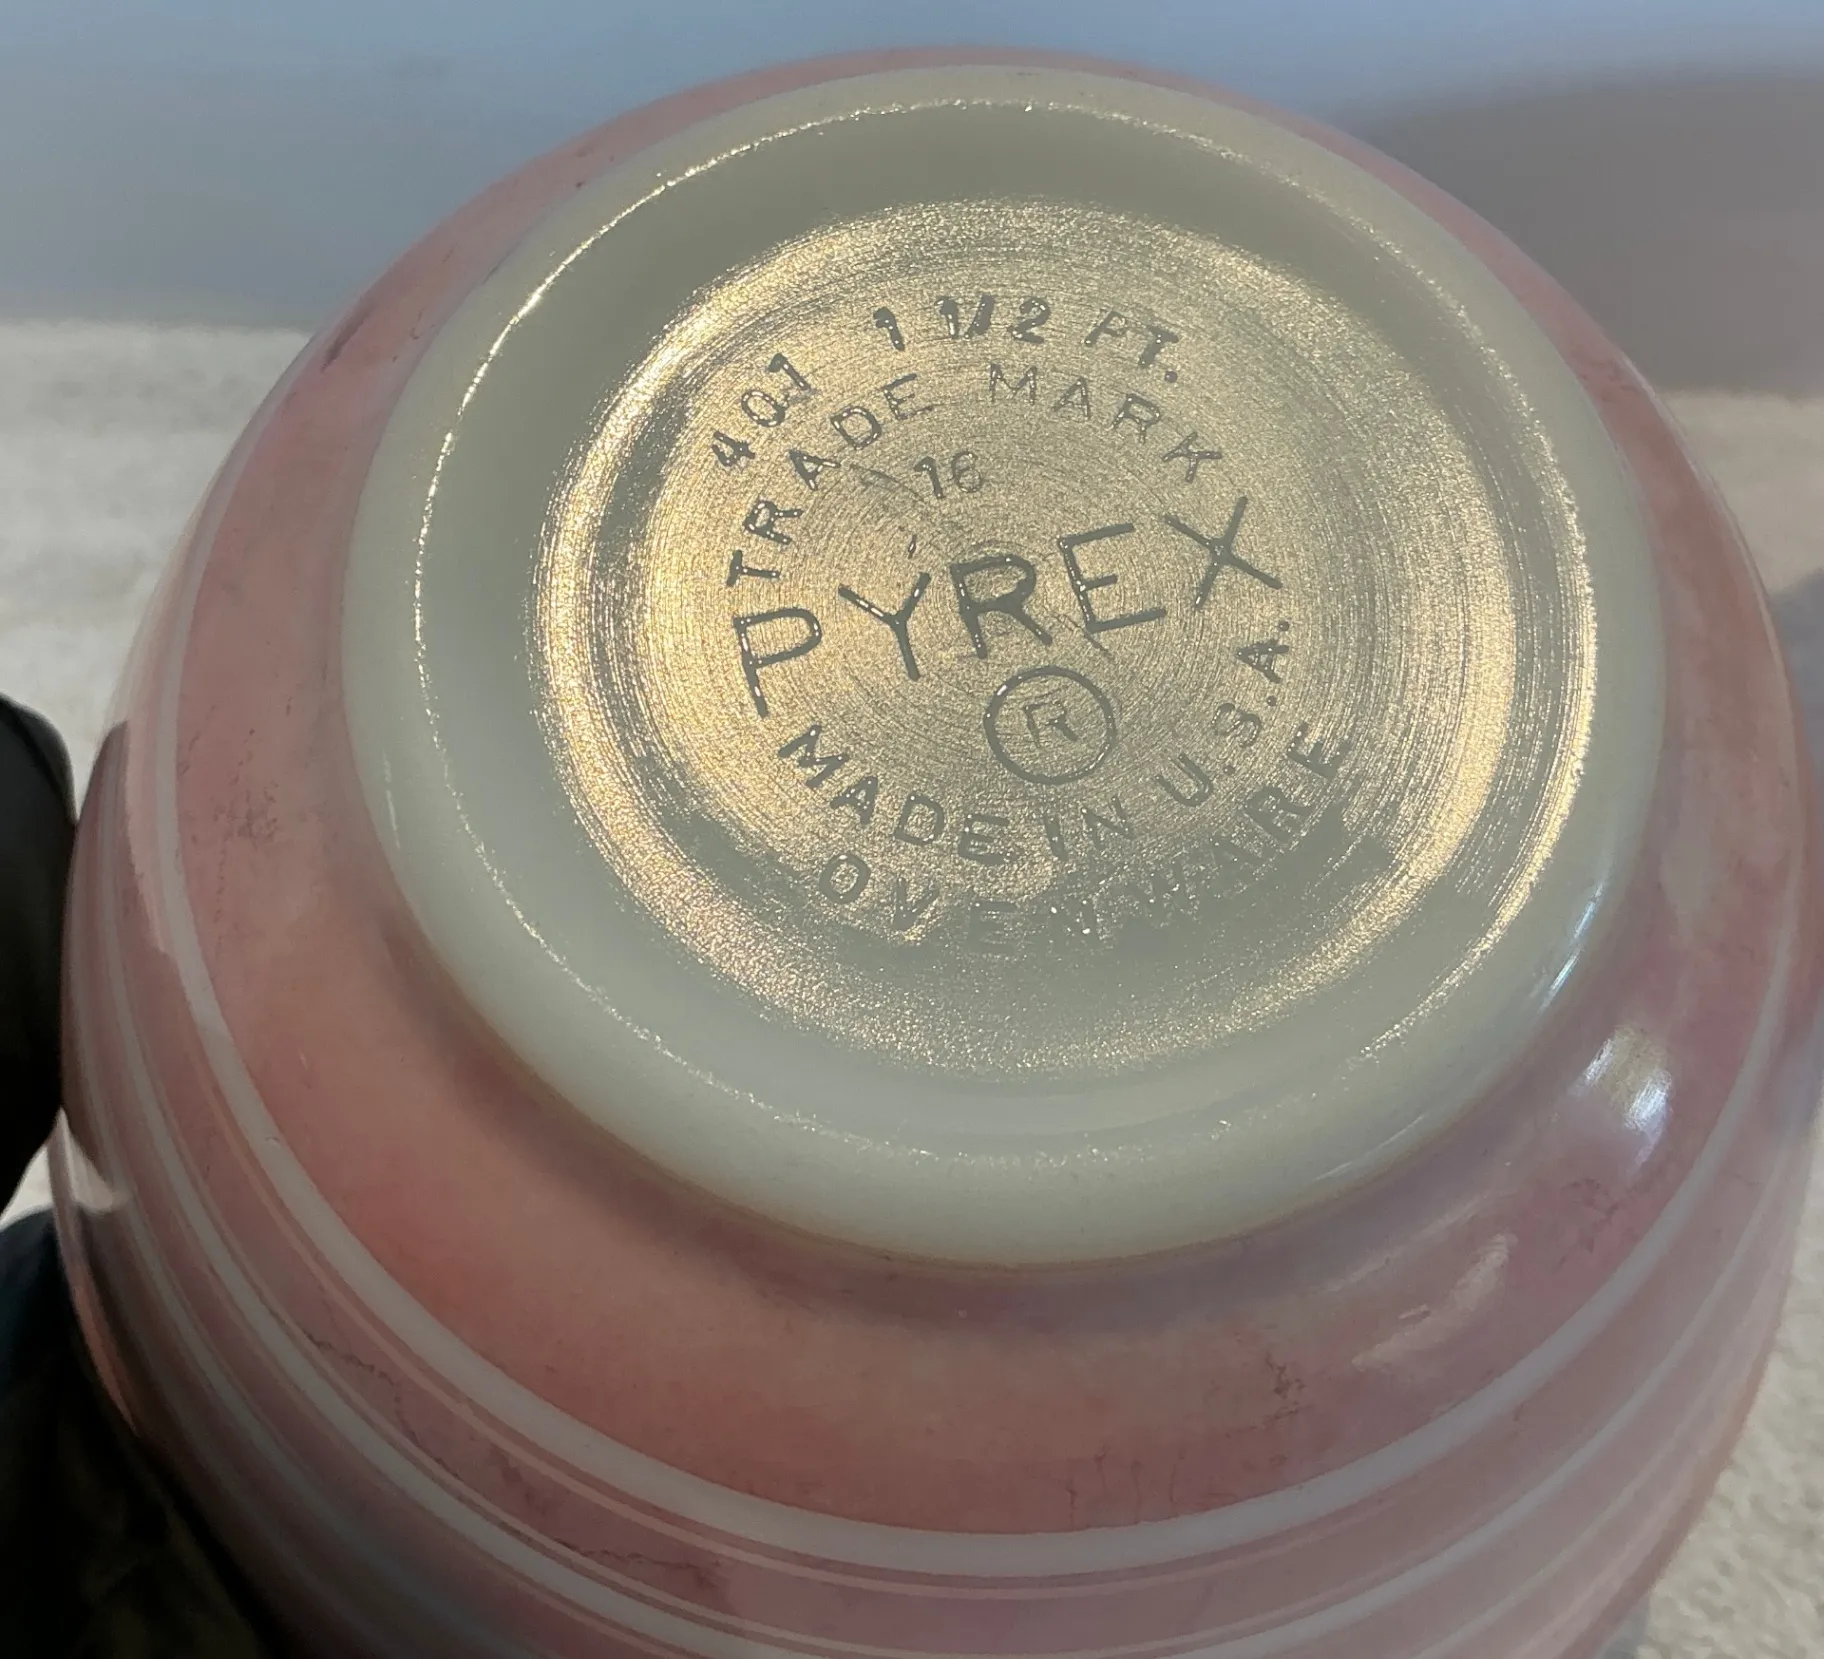 401 1 1/2 PT.
TRADE MARK
16
PYREX
®
MADE IN U.S.A.
OVENWARE